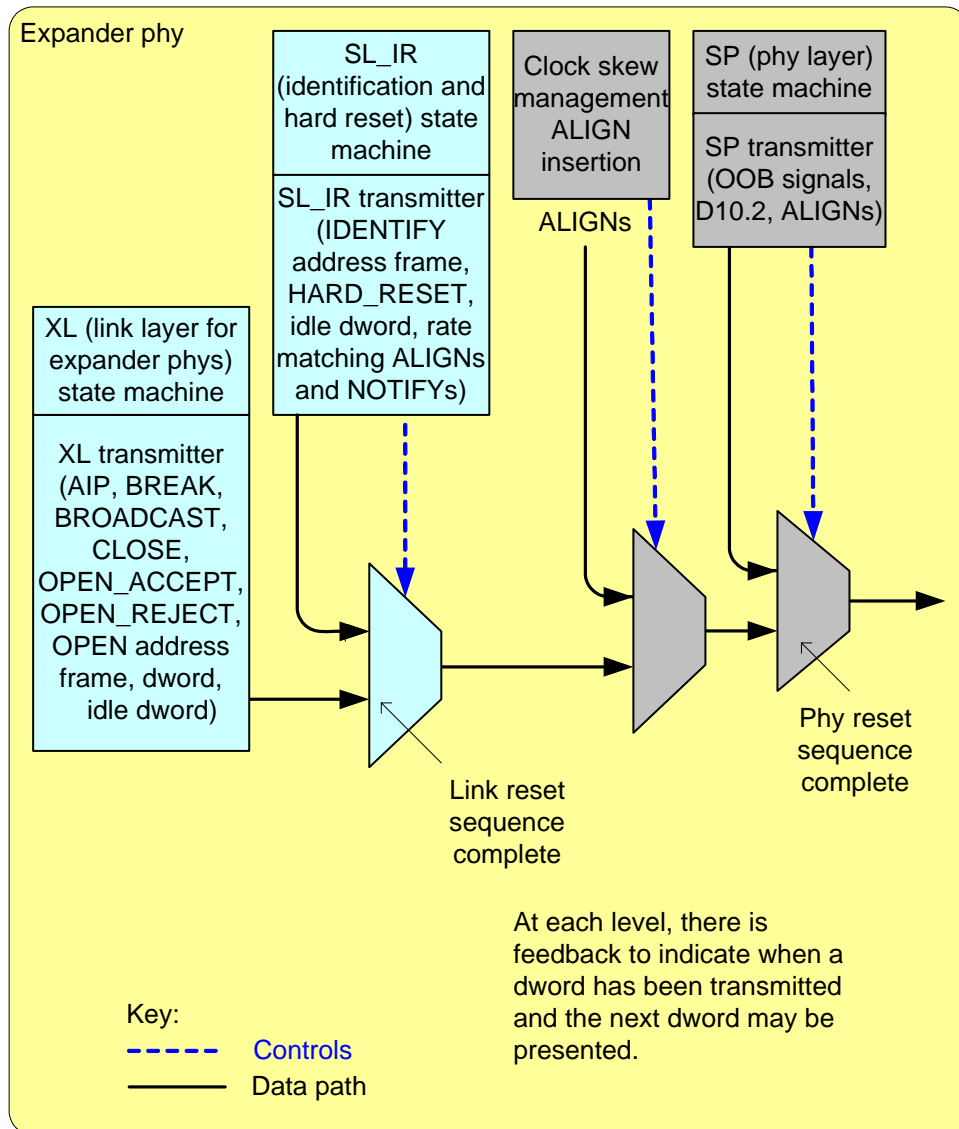 Expander phy
SL_IR
(identification and
hard reset) state
machine
SL_IR transmitter
(IDENTIFY
address frame,
HARD_RESET,
idle dword, rate
matching ALIGNs
and NOTIFYs)
Clock skew
management
ALIGN
insertion
ALIGNs
SP (phy layer)
state machine
SP transmitter
(OOB signals,
D10.2, ALIGNs)
XL (link layer for
expander phys)
state machine
XL transmitter
(AIP, BREAK,
BROADCAST,
CLOSE,
OPEN_ACCEPT,
OPEN_REJECT,
OPEN address
frame, dword,
idle dword)
Link reset
sequence
complete
Phy reset
sequence
complete
At each level, there is
feedback to indicate when a
dword has been transmitted
and the next dword may be
presented.
Key:
Controls
Data path